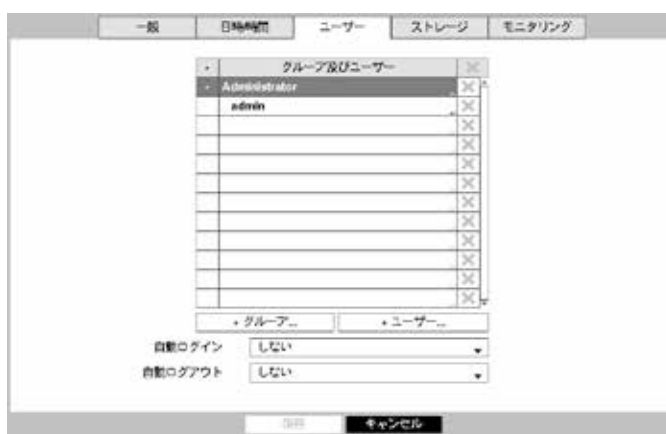 一般 日時時間 ユーザー ストレージ モニタリング
- グループ及びユーザー
- Administrator
admin
+ グループ...
+ ユーザー...
自動ログイン しない
自動ログアウト しない
キャンセル